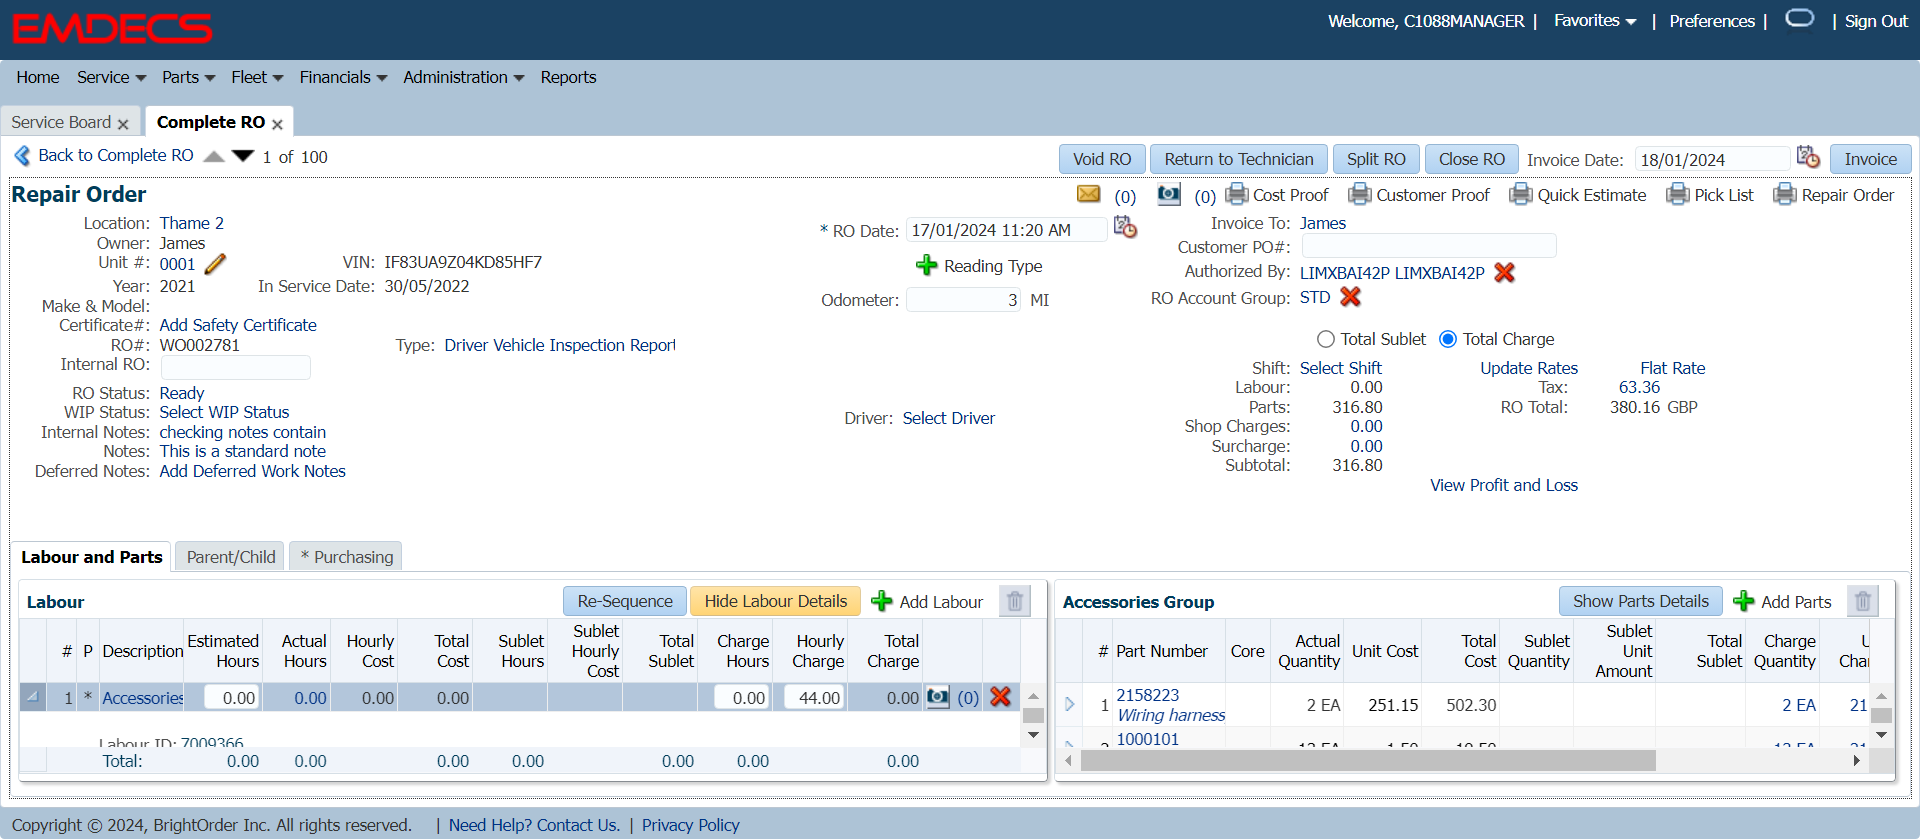 EMDECS
Welcome, C1088MANAGER | Favorites | Preferences | | Sign Out
Home Service Parts Fleet Financials Administration Reports
Service Board Complete RO
Back to Complete RO 1 of 100 Void RO Return to Technician Split RO Close RO Invoice Date: 18/01/2024 Invoice
Repair Order (0) (0) Cost Proof Customer Proof Quick Estimate Pick List Repair Order
Location: Thame 2
Owner: James
Unit #: 0001 VIN: IF83UA9Z04KD85HF7
Year: 2021 In Service Date: 30/05/2022
Make & Model:
Certificate#: Add Safety Certificate
RO#: WO002781 Type: Driver Vehicle Inspection Report
Internal RO:
RO Status: Ready
WIP Status: Select WIP Status
Internal Notes: checking notes contain
Notes: This is a standard note
Deferred Notes: Add Deferred Work Notes
* RO Date: 17/01/2024 11:20 AM
Reading Type
Odometer: 3 MI
Driver: Select Driver
Invoice To: James
Customer PO#:
Authorized By: LIMXBAI42P LIMXBAI42P
RO Account Group: STD
Total Sublet Total Charge
Shift: Select Shift Update Rates Flat Rate
Labour: 0.00 Tax: 63.36
Parts: 316.80 RO Total: 380.16 GBP
Shop Charges: 0.00
Surcharge: 0.00
Subtotal: 316.80
View Profit and Loss
Labour and Parts Parent/Child * Purchasing
Labour Re-Sequence Hide Labour Details Add Labour
# P Description Estimated Hours Actual Hours Hourly Cost Total Cost Sublet Hours Sublet Hourly Cost Total Sublet Charge Hours Hourly Charge Total Charge
1 * Accessories 0.00 0.00 0.00 0.00 0.00 44.00 0.00 (0)
Labour ID: 7009366
Total: 0.00 0.00 0.00 0.00 0.00 0.00 0.00
Accessories Group Show Parts Details Add Parts
# Part Number Core Actual Quantity Unit Cost Total Cost Sublet Quantity Sublet Unit Amount Total Sublet Charge Quantity U Char
1 2158223 2 EA 251.15 502.30 2 EA 21
Wiring harness
1000101
Copyright © 2024, BrightOrder Inc. All rights reserved. | Need Help? Contact Us. | Privacy Policy